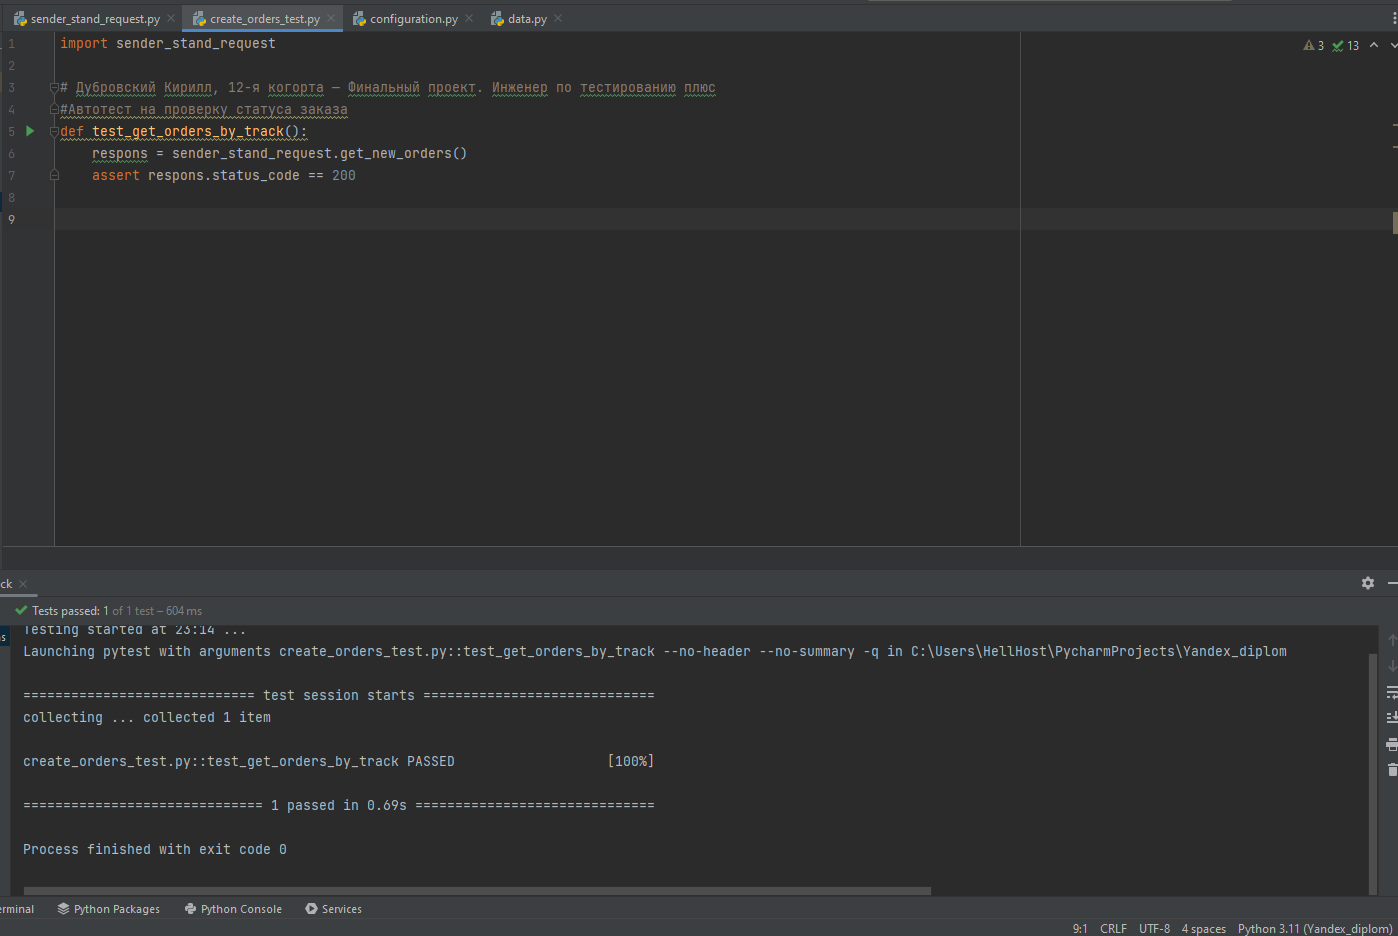 sender_stand_request.py create_orders_test.py configuration.py data.py
1 import sender_stand_request 3 13
2
3 # Дубровский Кирилл, 12-я когорта — Финальный проект. Инженер по тестированию плюс
4 #Автотест на проверку статуса заказа
5 def test_get_orders_by_track():
6 respons = sender_stand_request.get_new_orders()
7 assert respons.status_code == 200
8
9
ck
Tests passed: 1 of 1 test – 604 ms
Testing started at 23:14 ...
Launching pytest with arguments create_orders_test.py::test_get_orders_by_track --no-header --no-summary -q in C:\Users\HellHost\PycharmProjects\Yandex_diplom
============================= test session starts =============================
collecting ... collected 1 item
create_orders_test.py::test_get_orders_by_track PASSED [100%]
============================== 1 passed in 0.69s ==============================
Process finished with exit code 0
erminal Python Packages Python Console Services
9:1 CRLF UTF-8 4 spaces Python 3.11 (Yandex_diplom)